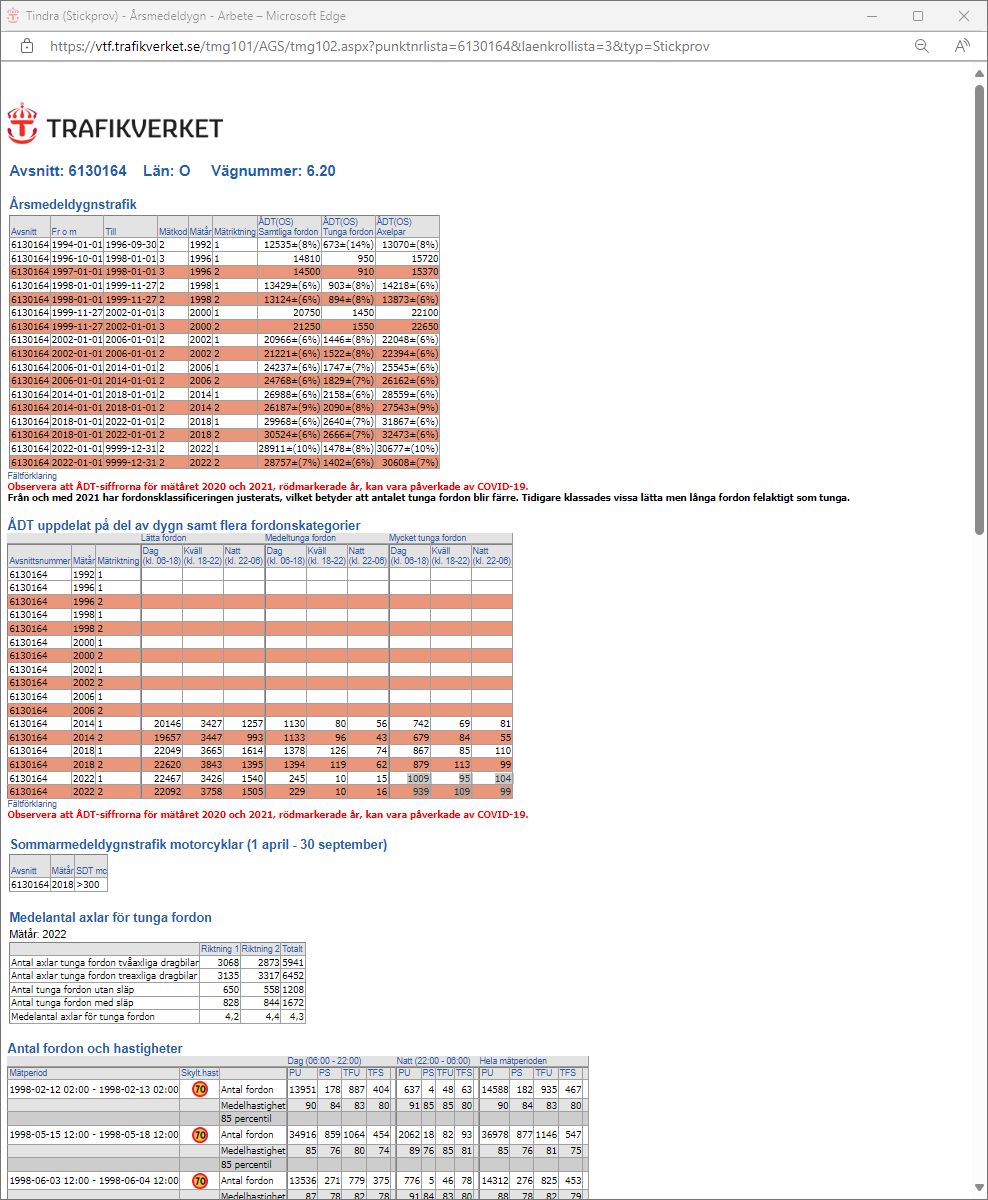 Tindra (Stickprov) - Årsmedeldygn - Arbete – Microsoft Edge
https://vtf.trafikverket.se/tmg101/AGS/tmg102.aspx?punktnrlista=6130164&laenkrollista=3&typ=Stickprov
TRAFIKVERKET
Avsnitt: 6130164 Län: O Vägnummer: 6.20
Årsmedeldygnstrafik
ÅDT(OS) ÅDT(OS) ÅDT(OS)
Avsnitt Fr o m Till Mätkod Mätår Mätriktning Samtliga fordon Tunga fordon Axelpar
6130164 1994-01-01 1996-09-30 2 1992 1 12535±(8%) 673±(14%) 13070±(8%)
6130164 1996-10-01 1998-01-01 3 1996 1 14810 950 15720
6130164 1997-01-01 1998-01-01 3 1996 2 14500 910 15370
6130164 1998-01-01 1999-11-27 2 1998 1 13429±(6%) 903±(8%) 14218±(6%)
6130164 1998-01-01 1999-11-27 2 1998 2 13124±(6%) 894±(8%) 13873±(6%)
6130164 1999-11-27 2002-01-01 3 2000 1 20750 1450 22100
6130164 1999-11-27 2002-01-01 3 2000 2 21250 1550 22650
6130164 2002-01-01 2006-01-01 2 2002 1 20966±(6%) 1446±(8%) 22048±(6%)
6130164 2002-01-01 2006-01-01 2 2002 2 21221±(6%) 1522±(8%) 22394±(6%)
6130164 2006-01-01 2014-01-01 2 2006 1 24237±(6%) 1747±(7%) 25545±(6%)
6130164 2006-01-01 2014-01-01 2 2006 2 24768±(6%) 1829±(7%) 26162±(6%)
6130164 2014-01-01 2018-01-01 2 2014 1 26988±(6%) 2158±(6%) 28559±(6%)
6130164 2014-01-01 2018-01-01 2 2014 2 26187±(9%) 2090±(8%) 27543±(9%)
6130164 2018-01-01 2022-01-01 2 2018 1 29968±(6%) 2640±(7%) 31867±(6%)
6130164 2018-01-01 2022-01-01 2 2018 2 30524±(6%) 2666±(7%) 32473±(6%)
6130164 2022-01-01 9999-12-31 2 2022 1 28911±(10%) 1478±(8%) 30677±(10%)
6130164 2022-01-01 9999-12-31 2 2022 2 28757±(7%) 1402±(6%) 30608±(7%)
Fältförklaring
Observera att ÅDT-siffrorna för mätåret 2020 och 2021, rödmarkerade år, kan vara påverkade av COVID-19.
Från och med 2021 har fordonsklassificeringen justerats, vilket betyder att antalet tunga fordon blir färre. Tidigare klassades vissa lätta men långa fordon felaktigt som tunga.
ÅDT uppdelat på del av dygn samt flera fordonskategorier
Lätta fordon Medeltunga fordon Mycket tunga fordon
Dag Kväll Natt Dag Kväll Natt Dag Kväll Natt
Avsnittsnummer Mätår Mätriktning (kl. 06-18) (kl. 18-22) (kl. 22-06) (kl. 06-18) (kl. 18-22) (kl. 22-06) (kl. 06-18) (kl. 18-22) (kl. 22-06)
6130164 1992 1
6130164 1996 1
6130164 1996 2
6130164 1998 1
6130164 1998 2
6130164 2000 1
6130164 2000 2
6130164 2002 1
6130164 2002 2
6130164 2006 1
6130164 2006 2
6130164 2014 1 20146 3427 1257 1130 80 56 742 69 81
6130164 2014 2 19657 3447 993 1133 96 43 679 84 55
6130164 2018 1 22049 3665 1614 1378 126 74 867 85 110
6130164 2018 2 22620 3843 1395 1394 119 62 879 113 99
6130164 2022 1 22467 3426 1540 245 10 15 1009 95 104
6130164 2022 2 22092 3758 1505 229 10 16 939 109 99
Fältförklaring
Observera att ÅDT-siffrorna för mätåret 2020 och 2021, rödmarkerade år, kan vara påverkade av COVID-19.
Sommarmedeldygnstrafik motorcyklar (1 april - 30 september)
Avsnitt Mätår SDT mc
6130164 2018 >300
Medelantal axlar för tunga fordon
Mätår: 2022
Riktning 1 Riktning 2 Totalt
Antal axlar tunga fordon tvåaxliga dragbilar 3068 2873 5941
Antal axlar tunga fordon treaxliga dragbilar 3135 3317 6452
Antal tunga fordon utan släp 650 558 1208
Antal tunga fordon med släp 828 844 1672
Medelantal axlar för tunga fordon 4,2 4,4 4,3
Antal fordon och hastigheter
Dag (06:00 - 22:00) Natt (22:00 - 06:00) Hela mätperioden
Mätperiod Skylt.hast PU PS TFU TFS PU PS TFU TFS PU PS TFU TFS
1998-02-12 02:00 - 1998-02-13 02:00 70 Antal fordon 13951 178 887 404 637 4 48 63 14588 182 935 467
Medelhastighet 90 84 83 80 91 85 85 80 90 84 83 80
85 percentil
1998-05-15 12:00 - 1998-05-18 12:00 70 Antal fordon 34916 859 1064 454 2062 18 82 93 36978 877 1146 547
Medelhastighet 85 76 80 74 89 76 85 81 85 76 81 75
85 percentil
1998-06-03 12:00 - 1998-06-04 12:00 70 Antal fordon 13536 271 779 375 776 5 46 78 14312 276 825 453
Medelhastighet 87 78 82 78 91 84 83 80 88 78 82 79